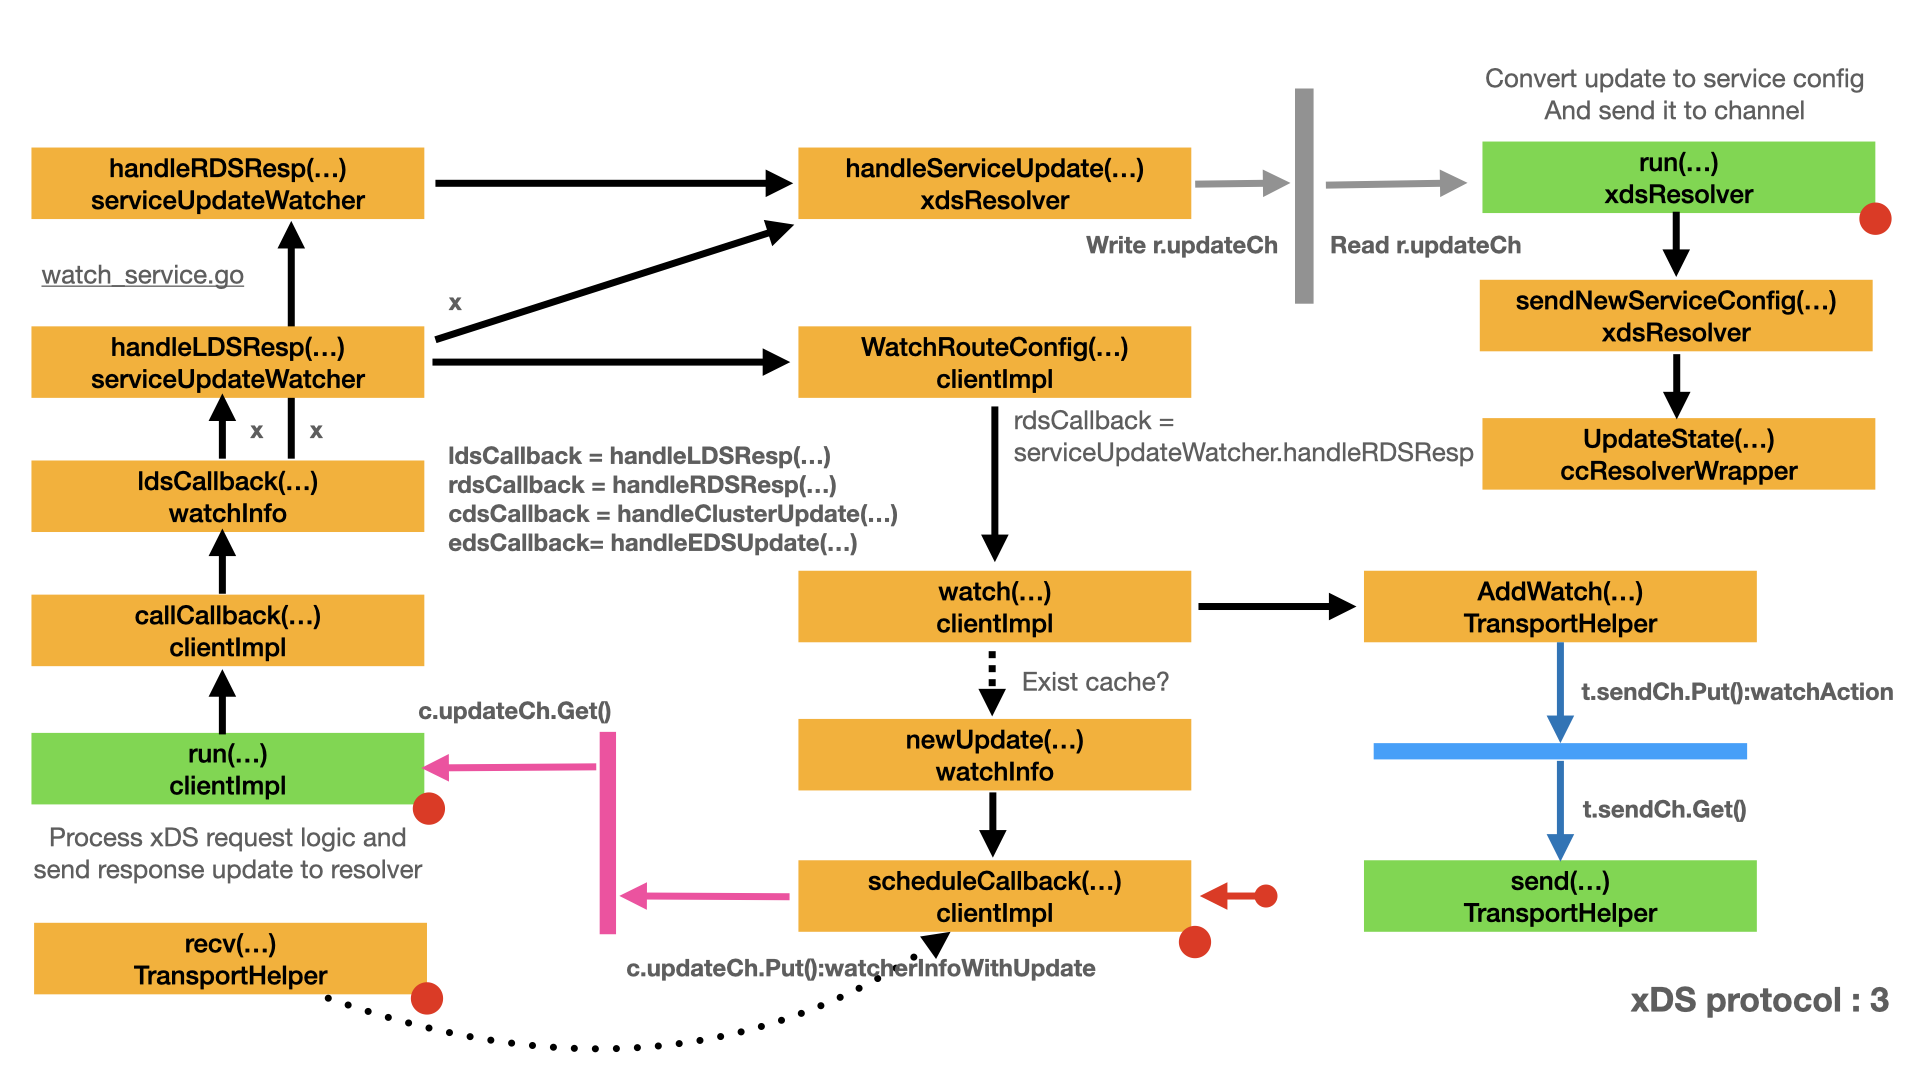 Convert update to service config
And send it to channel
handleRDSResp(...)
serviceUpdateWatcher
handleServiceUpdate(...)
xdsResolver
run(...)
xdsResolver
Write r.updateCh
Read r.updateCh
watch_service.go
x
sendNewServiceConfig(...)
xdsResolver
handleLDSResp(...)
serviceUpdateWatcher
WatchRouteConfig(...)
clientImpl
x
x
rdsCallback =
serviceUpdateWatcher.handleRDSResp
UpdateState(...)
ccResolverWrapper
ldsCallback = handleLDSResp(...)
rdsCallback = handleRDSResp(...)
cdsCallback = handleClusterUpdate(...)
edsCallback= handleEDSUpdate(...)
ldsCallback(...)
watchInfo
callCallback(...)
clientImpl
watch(...)
clientImpl
AddWatch(...)
TransportHelper
Exist cache?
t.sendCh.Put():watchAction
c.updateCh.Get()
run(...)
clientImpl
newUpdate(...)
watchInfo
t.sendCh.Get()
Process xDS request logic and
send response update to resolver
scheduleCallback(...)
clientImpl
send(...)
TransportHelper
recv(...)
TransportHelper
c.updateCh.Put():watcherInfoWithUpdate
xDS protocol : 3